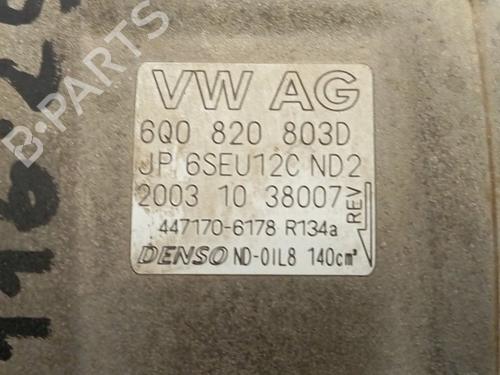 VW AG
6Q0 820 803D
JP 6SEU12C ND2
2003 10 38007
REV
447170-6178 R134a
DENSO ND-OIL8 140cm³
B-PARTS